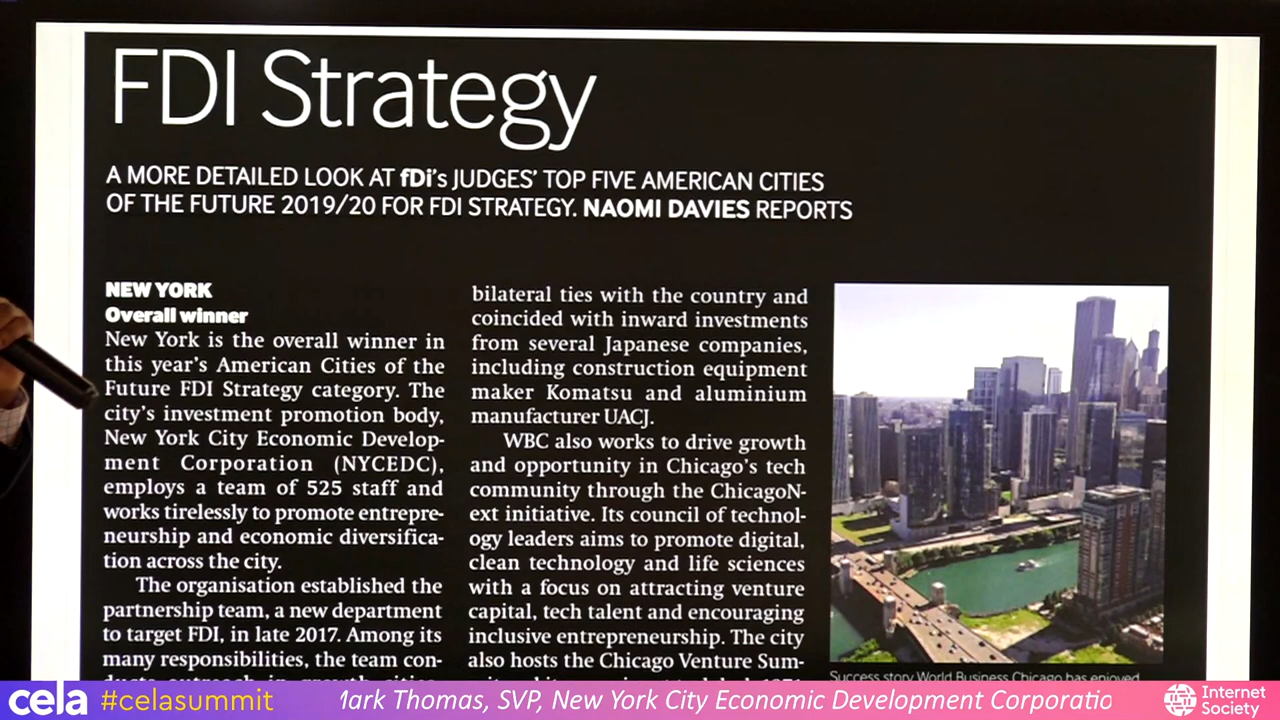 FDI Strategy
A MORE DETAILED LOOK AT fDi's JUDGES' TOP FIVE AMERICAN CITIES
OF THE FUTURE 2019/20 FOR FDI STRATEGY. NAOMI DAVIES REPORTS
NEW YORK
Overall winner
New York is the overall winner in
this year's American Cities of the
Future FDI Strategy category. The
city's investment promotion body,
New York City Economic Develop-
ment Corporation (NYCEDC),
employs a team of 525 staff and
works tirelessly to promote entrepre-
neurship and economic diversifica-
tion across the city.
The organisation established the
partnership team, a new department
to target FDI, in late 2017. Among its
many responsibilities, the team con-
ducts outreach in growth cities
bilateral ties with the country and
coincided with inward investments
from several Japanese companies,
including construction equipment
maker Komatsu and aluminium
manufacturer UACJ.
WBC also works to drive growth
and opportunity in Chicago's tech
community through the ChicagoN-
ext initiative. Its council of technol-
ogy leaders aims to promote digital,
clean technology and life sciences
with a focus on attracting venture
capital, tech talent and encouraging
inclusive entrepreneurship. The city
also hosts the Chicago Venture Sum-
Success story World Business Chicago has enjoyed
cela #celasummit
Mark Thomas, SVP, New York City Economic Development Corporatio
Internet
Society